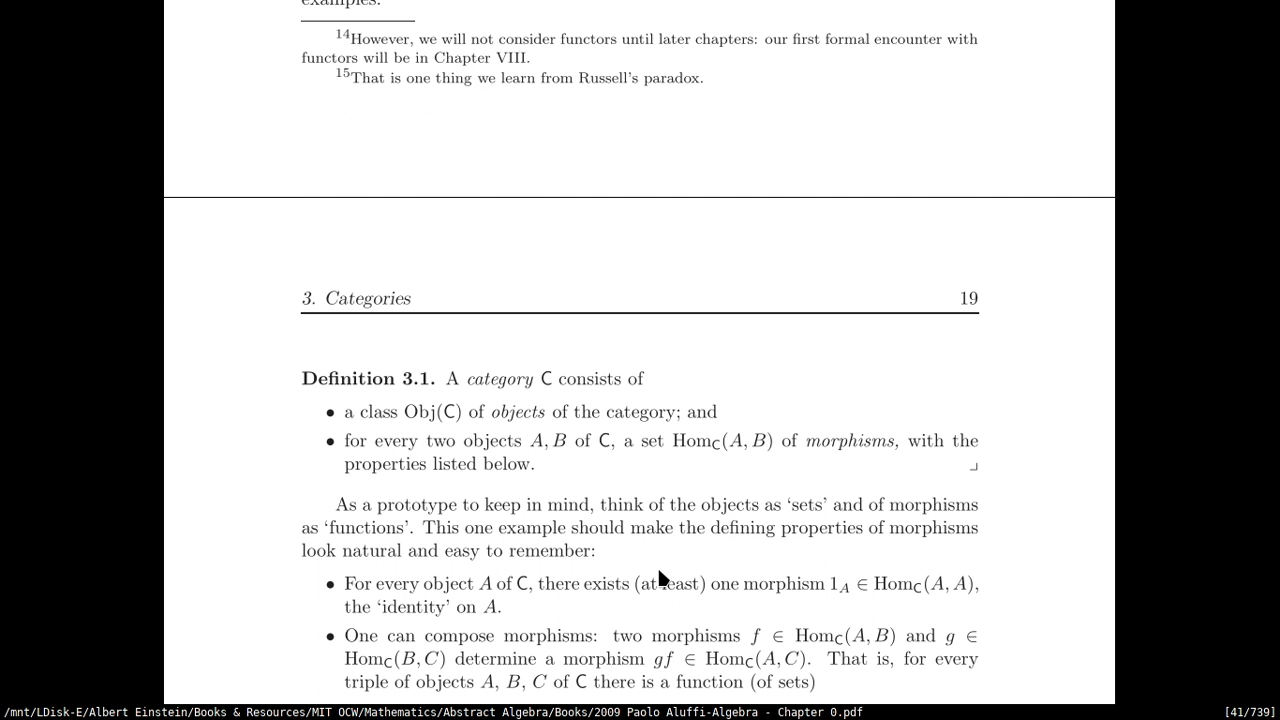 examples.
14However, we will not consider functors until later chapters: our first formal encounter with
functors will be in Chapter VIII.
15That is one thing we learn from Russell's paradox.
3. Categories 19
Definition 3.1. A category C consists of
• a class Obj(C) of objects of the category; and
• for every two objects A, B of C, a set HomC(A, B) of morphisms, with the
properties listed below. ⌟
As a prototype to keep in mind, think of the objects as 'sets' and of morphisms
as 'functions'. This one example should make the defining properties of morphisms
look natural and easy to remember:
• For every object A of C, there exists (at least) one morphism 1A ∈ HomC(A, A),
the 'identity' on A.
• One can compose morphisms: two morphisms f ∈ HomC(A, B) and g ∈
HomC(B, C) determine a morphism gf ∈ HomC(A, C). That is, for every
triple of objects A, B, C of C there is a function (of sets)
/mnt/LDisk-E/Albert Einstein/Books & Resources/MIT OCW/Mathematics/Abstract Algebra/Books/2009 Paolo Aluffi-Algebra - Chapter 0.pdf [41/739]